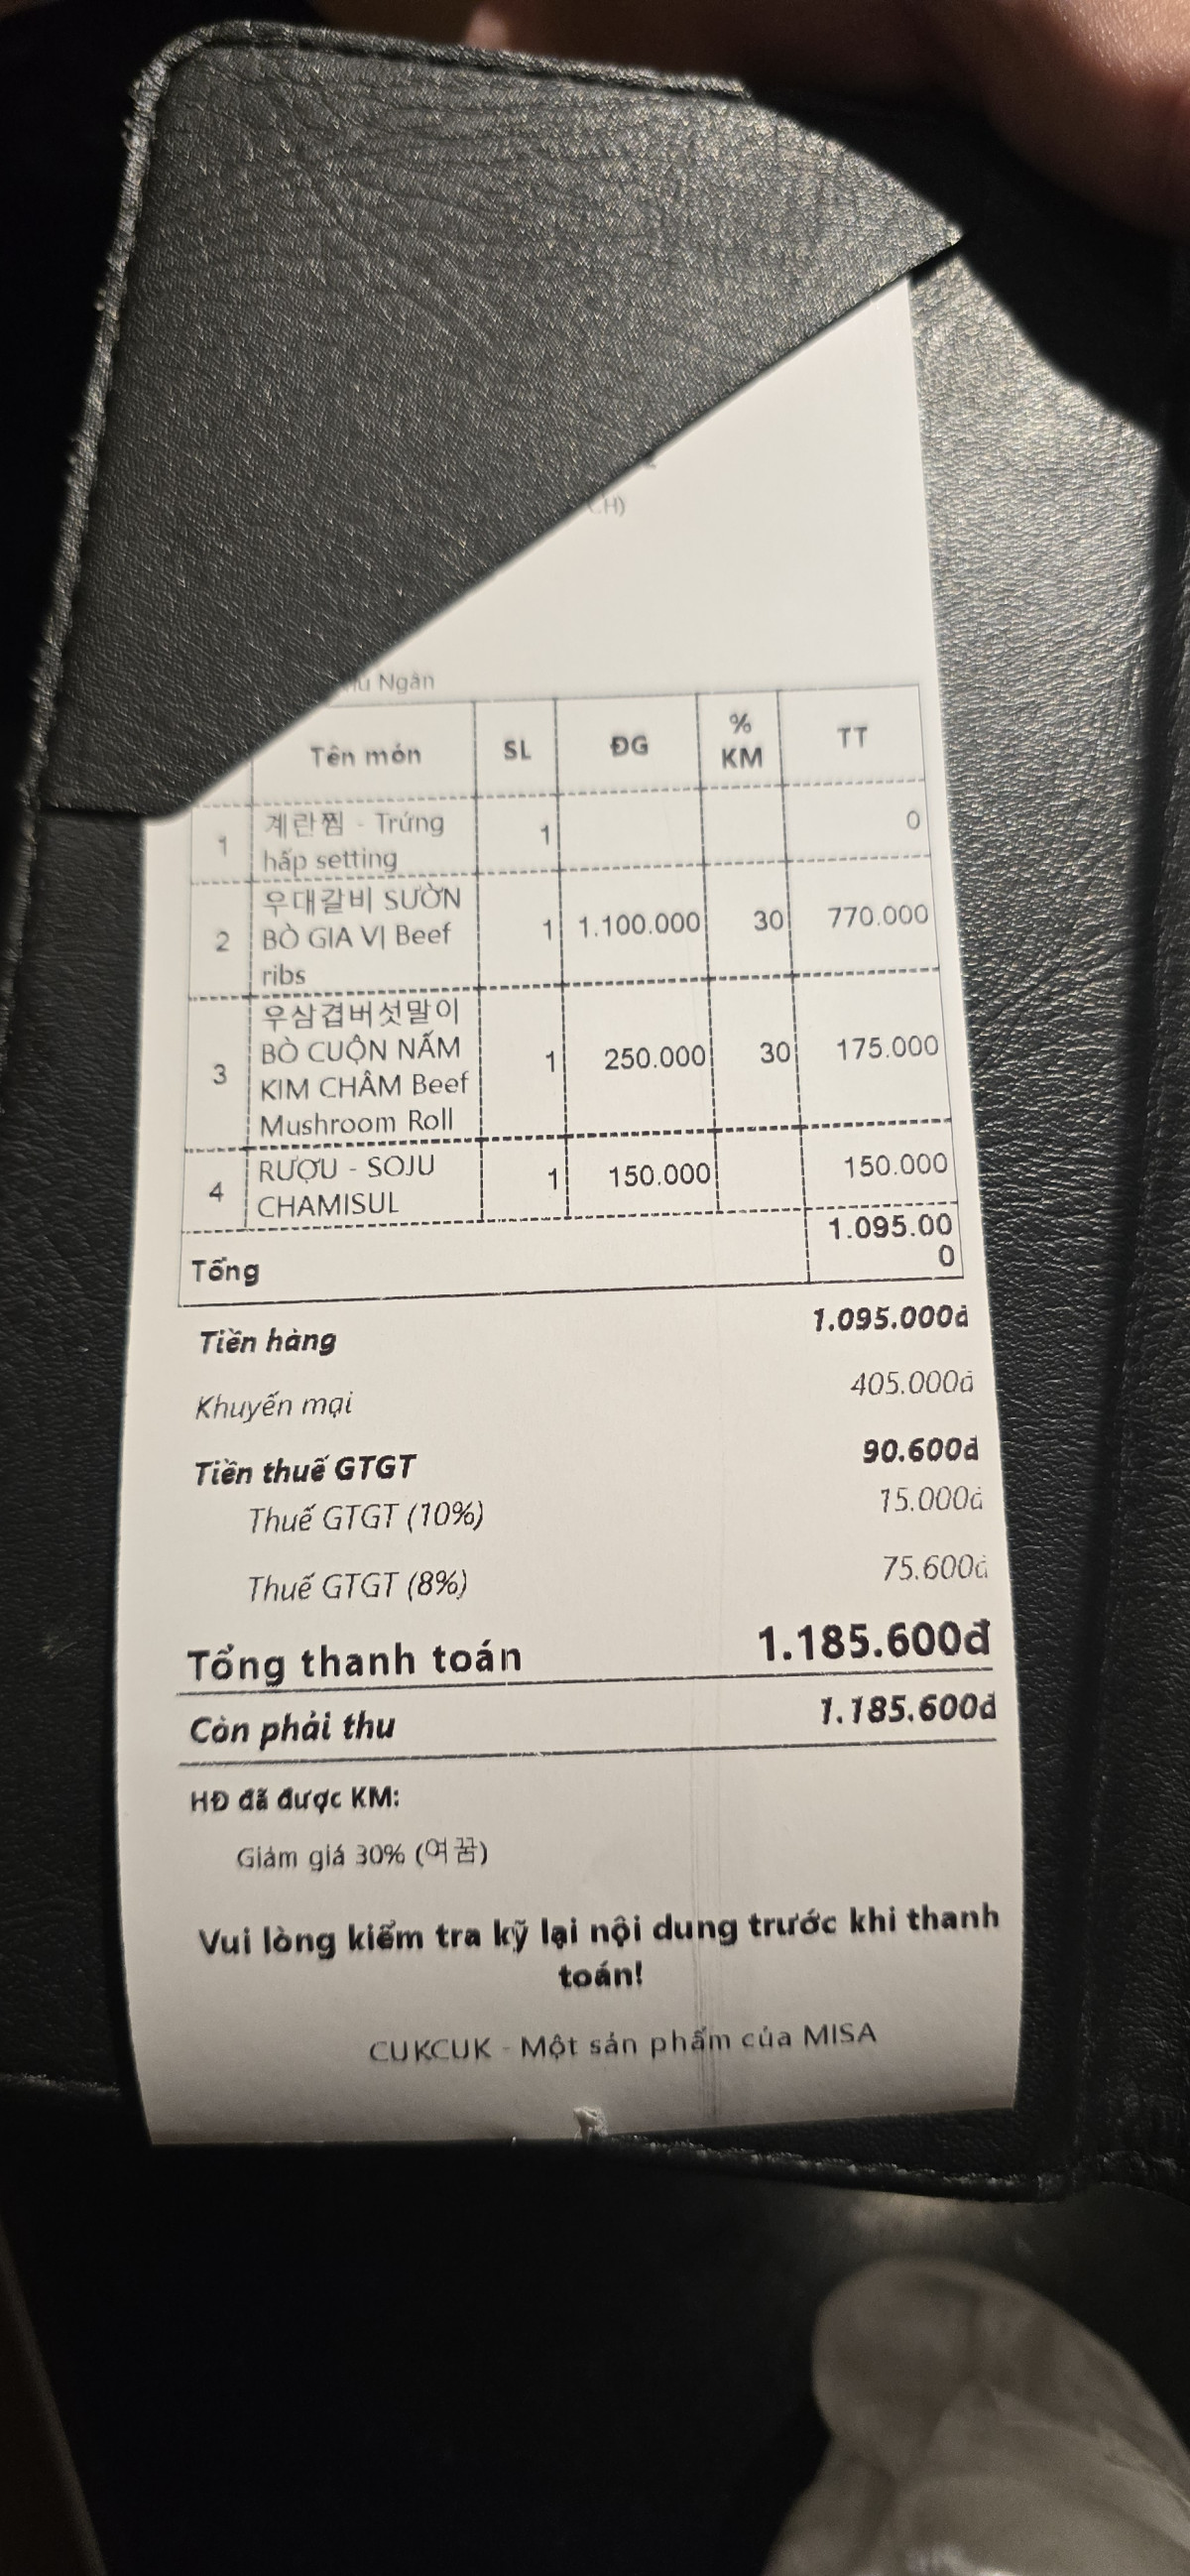 Ngân
Tên món SL ĐG % KM TT
1 계란찜 - Trứng hấp setting 1 0
2 우대갈비 SƯỜN BÒ GIA VỊ Beef ribs 1 1.100.000 30 770.000
3 우삼겹버섯말이 BÒ CUỘN NẤM KIM CHÂM Beef Mushroom Roll 1 250.000 30 175.000
4 RƯỢU - SOJU CHAMISUL 1 150.000 150.000
Tổng 1.095.000
Tiền hàng 1.095.000đ
Khuyến mại 405.000đ
Tiền thuế GTGT 90.600đ
Thuế GTGT (10%) 15.000đ
Thuế GTGT (8%) 75.600đ
Tổng thanh toán 1.185.600đ
Còn phải thu 1.185.600đ
HĐ đã được KM:
Giảm giá 30% (여꿈)
Vui lòng kiểm tra kỹ lại nội dung trước khi thanh
toán!
CUKCUK - Một sản phẩm của MISA